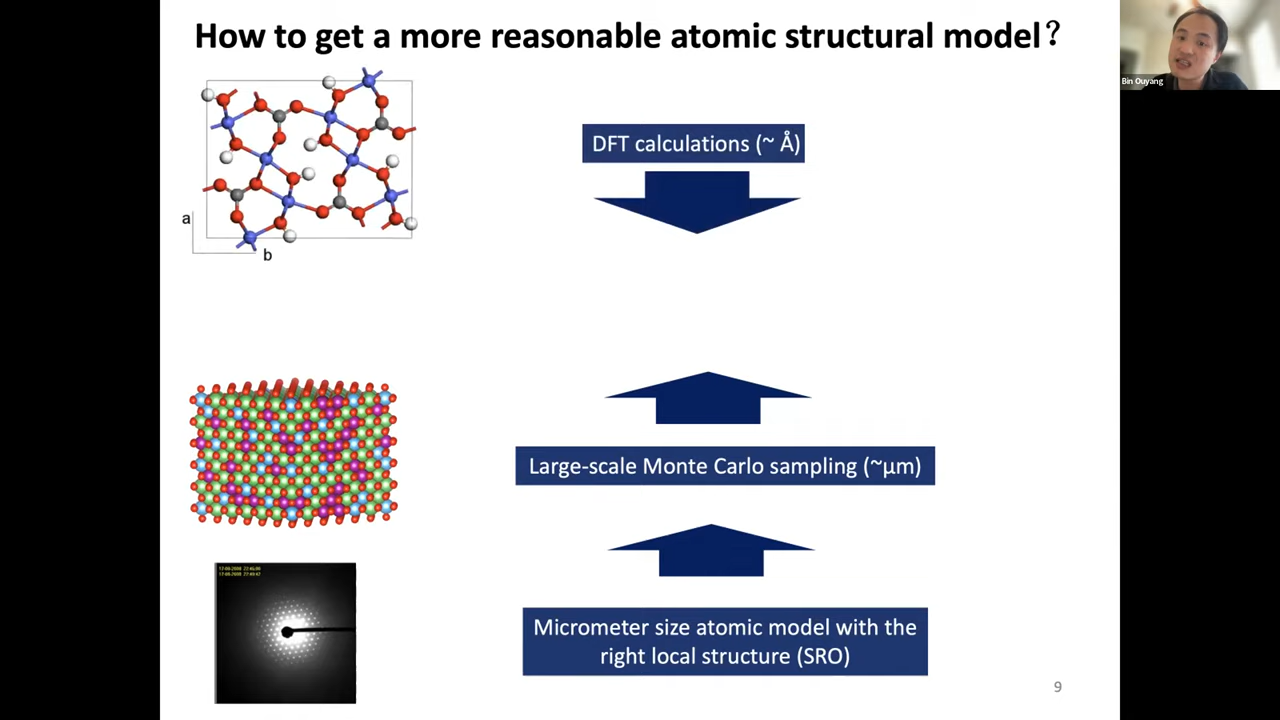 How to get a more reasonable atomic structural model?
Bin Ouyang
DFT calculations (~ Å)
a
b
Large-scale Monte Carlo sampling (~μm)
Micrometer size atomic model with the
right local structure (SRO)
9